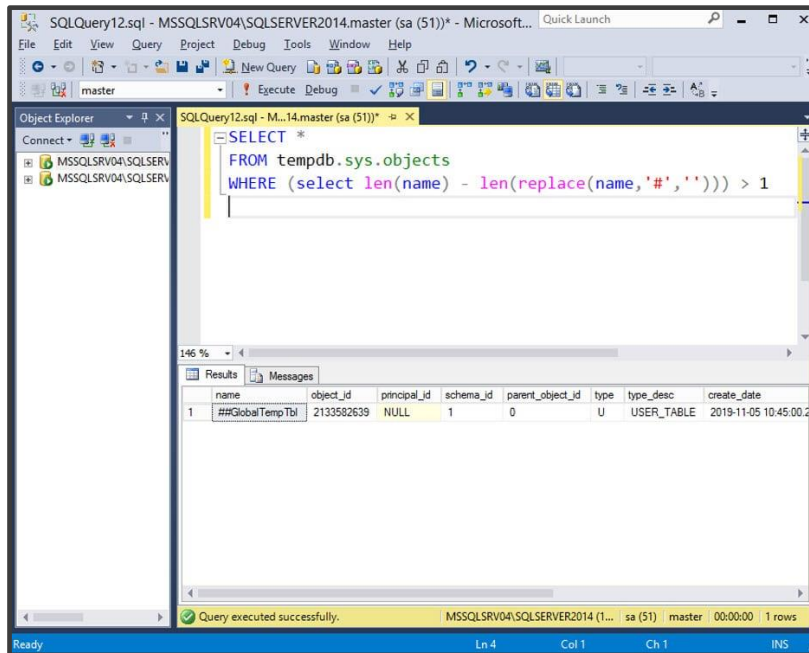 SQLQuery12.sql - MSSQLSRV04\SQLSERVER2014.master (sa (51))* - Microsoft... Quick Launch
File Edit View Query Project Debug Tools Window Help
New Query
master Execute Debug
Object Explorer
SQLQuery12.sql - M...14.master (sa (51))*
Connect
MSSQLSRV04\SQLSERV
MSSQLSRV04\SQLSERV
SELECT *
FROM tempdb.sys.objects
WHERE (select len(name) - len(replace(name,'#',''))) > 1
146 %
Results Messages
name object_id principal_id schema_id parent_object_id type type_desc create_date
1 ##GlobalTempTbl 2133582639 NULL 1 0 U USER_TABLE 2019-11-05 10:45:00.2
Query executed successfully. MSSQLSRV04\SQLSERVER2014 (1... sa (51) master 00:00:00 1 rows
Ready Ln 4 Col 1 Ch 1 INS